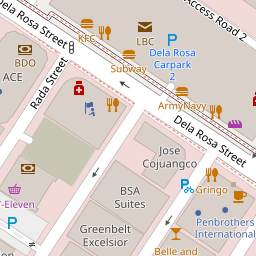 Dela Rosa Street
Access Road 2
LBC
KFC
Dela Rosa
Carpark
2
BDO
Subway
ACE
Rada Street
ArmyNavy
Dela Rosa Street
Jose
Cojuangco
Gringo
BSA
Suites
7-Eleven
Penbrothers
International
Greenbelt
Excelsior
Belle and